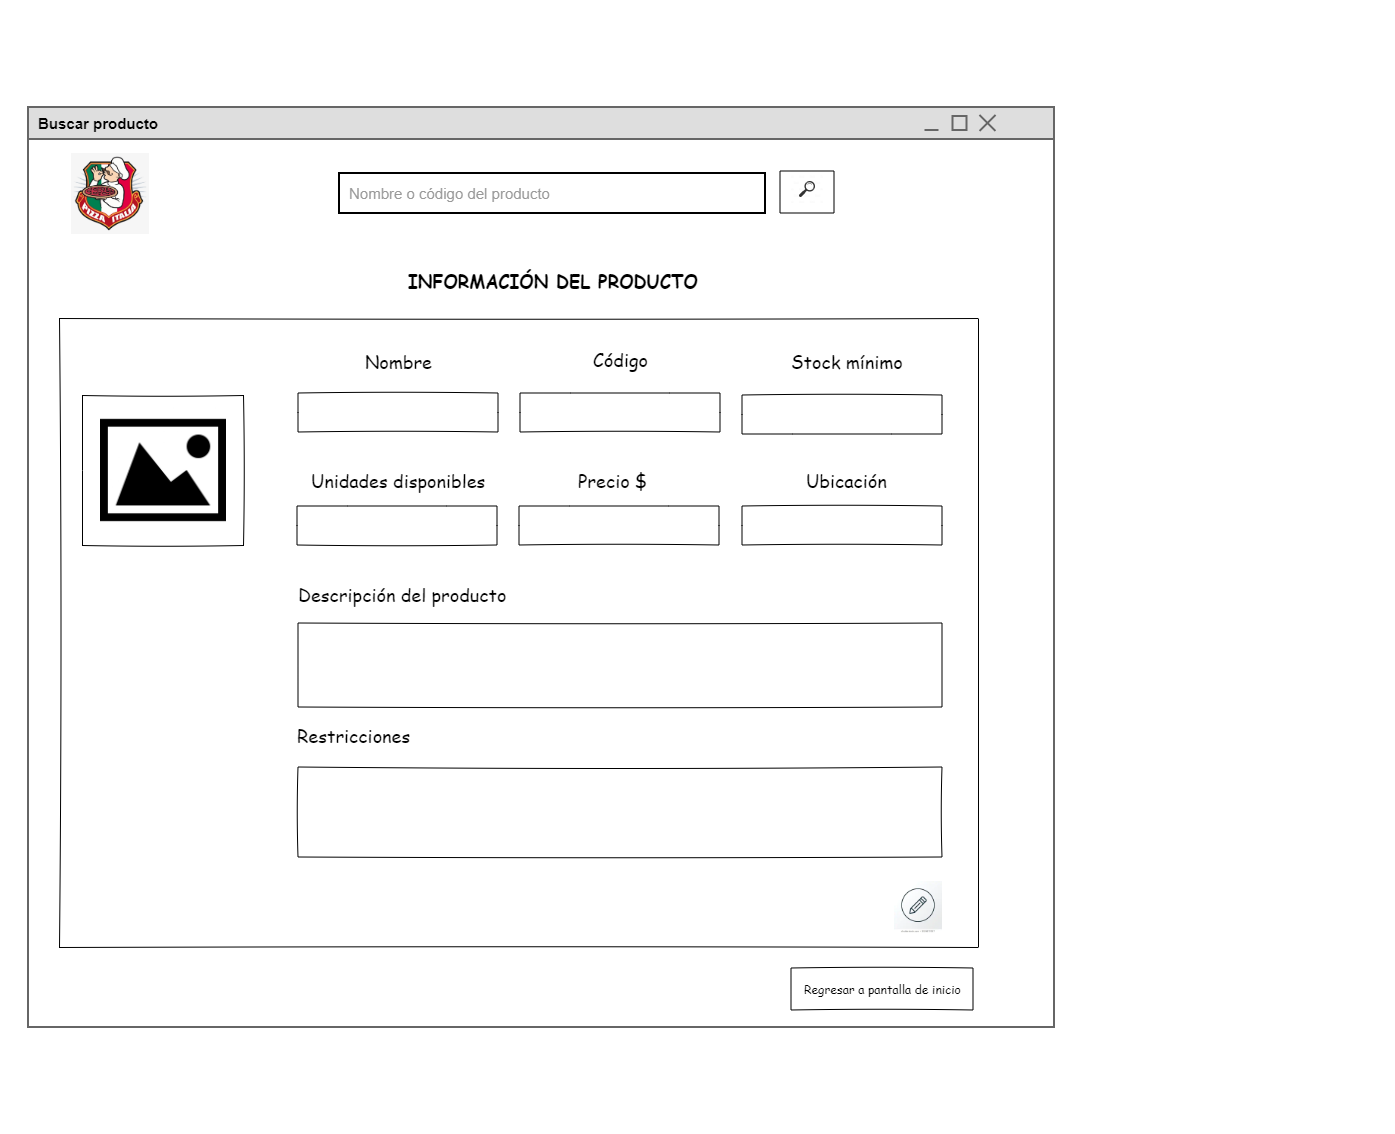 Buscar producto
PIZZA ITALIA
Nombre o código del producto
INFORMACIÓN DEL PRODUCTO
Nombre
Código
Stock mínimo
Unidades disponibles
Precio $
Ubicación
Descripción del producto
Restricciones
Regresar a pantalla de inicio